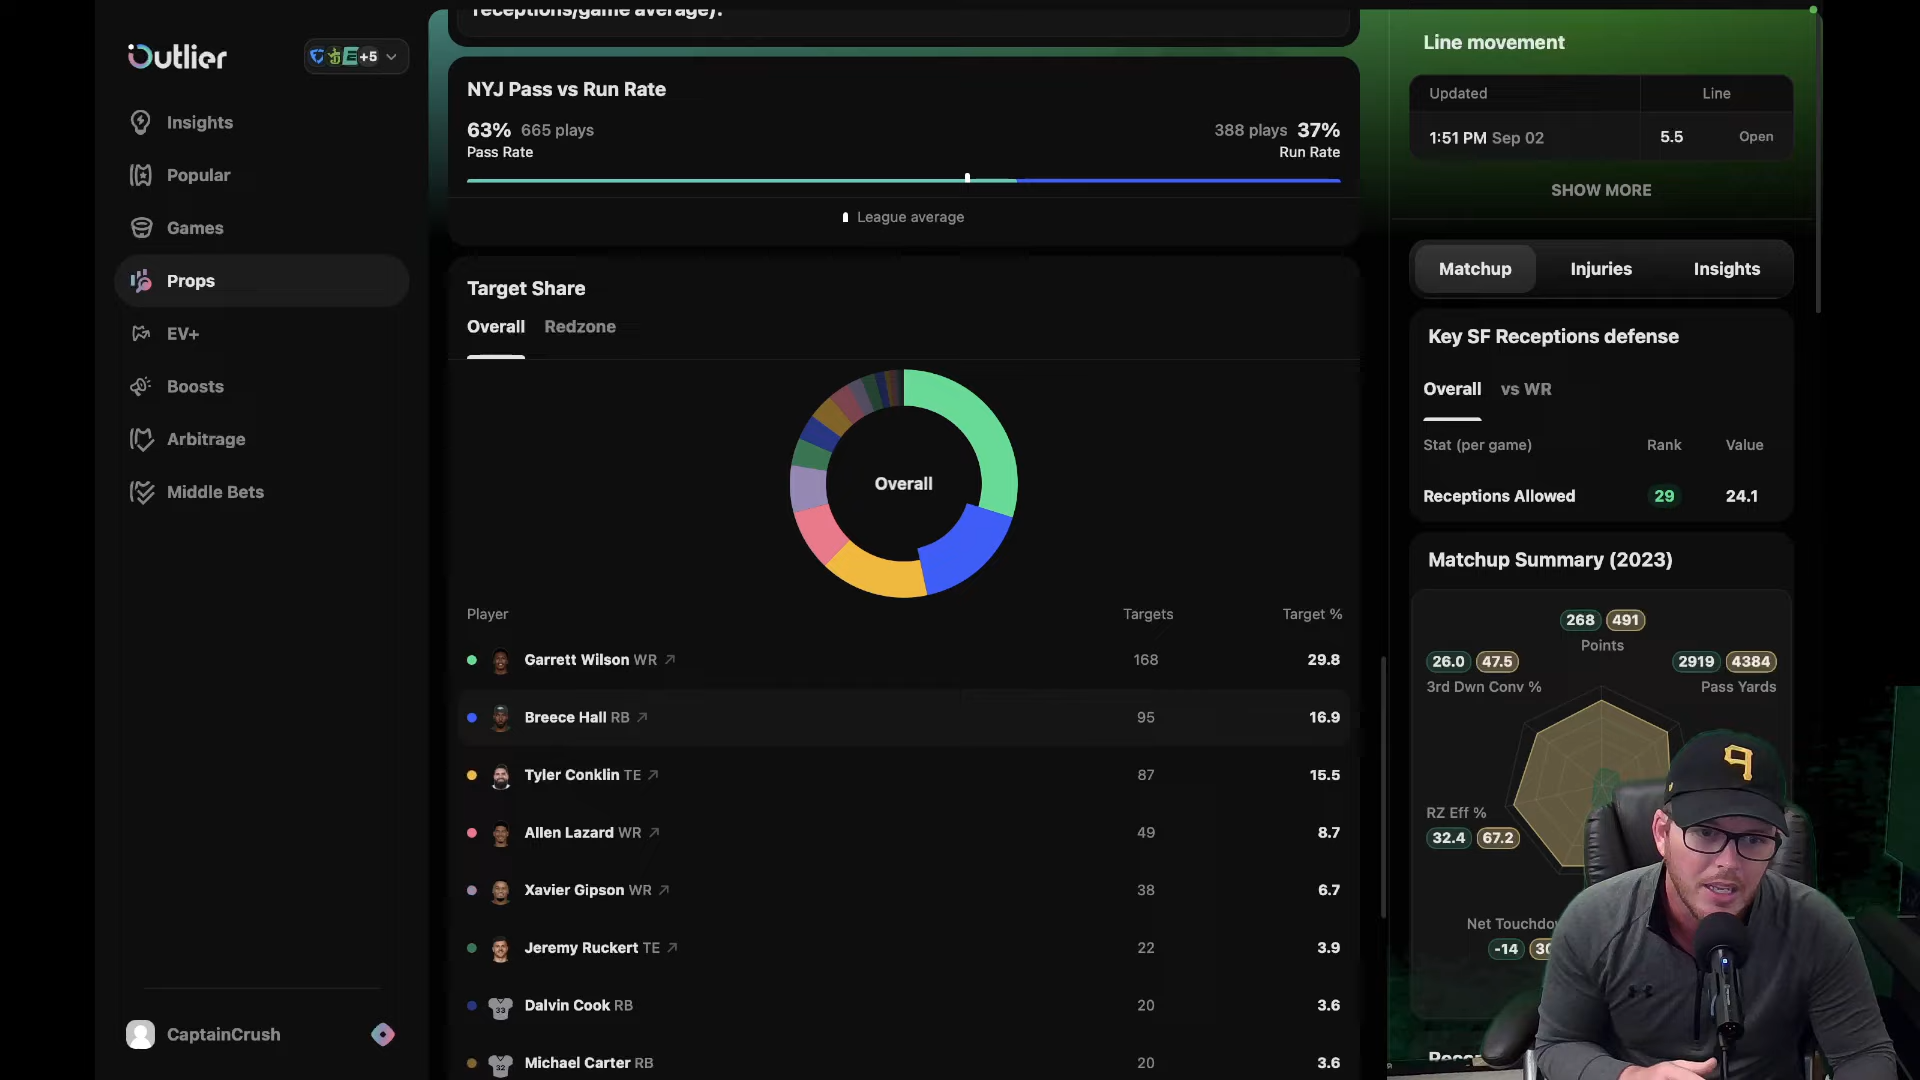 receptions/game average).
Outlier
+5
Insights
Popular
Games
Props
EV+
Boosts
Arbitrage
Middle Bets
CaptainCrush
NYJ Pass vs Run Rate
63% 665 plays
388 plays 37%
Pass Rate
Run Rate
League average
Target Share
Overall Redzone
Overall
Player Targets Target %
Garrett Wilson WR 168 29.8
Breece Hall RB 95 16.9
Tyler Conklin TE 87 15.5
Allen Lazard WR 49 8.7
Xavier Gipson WR 38 6.7
Jeremy Ruckert TE 22 3.9
33
Dalvin Cook RB 20 3.6
32
Michael Carter RB 20 3.6
Line movement
Updated Line
1:51 PM Sep 02 5.5 Open
SHOW MORE
Matchup Injuries Insights
Key SF Receptions defense
Overall vs WR
Stat (per game) Rank Value
Receptions Allowed 29 24.1
Matchup Summary (2023)
268 491
Points
26.0 47.5
3rd Dwn Conv %
2919 4384
Pass Yards
RZ Eff %
32.4 67.2
Net Touchdo
-14 30
P